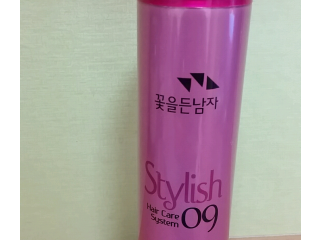 꽃을든남자
Stylish
Hair Care
System 09